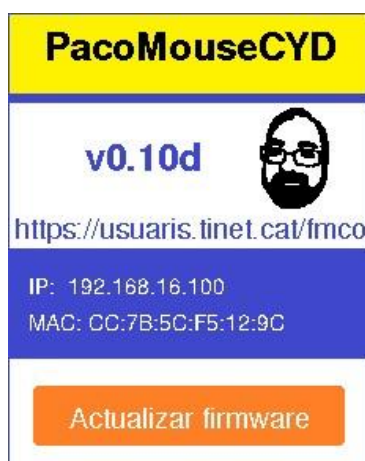 PacoMouseCYD
v0.10d
https://usuaris.tinet.cat/fmco
IP: 192.168.16.100
MAC: CC:7B:5C:F5:12:9C
Actualizar firmware